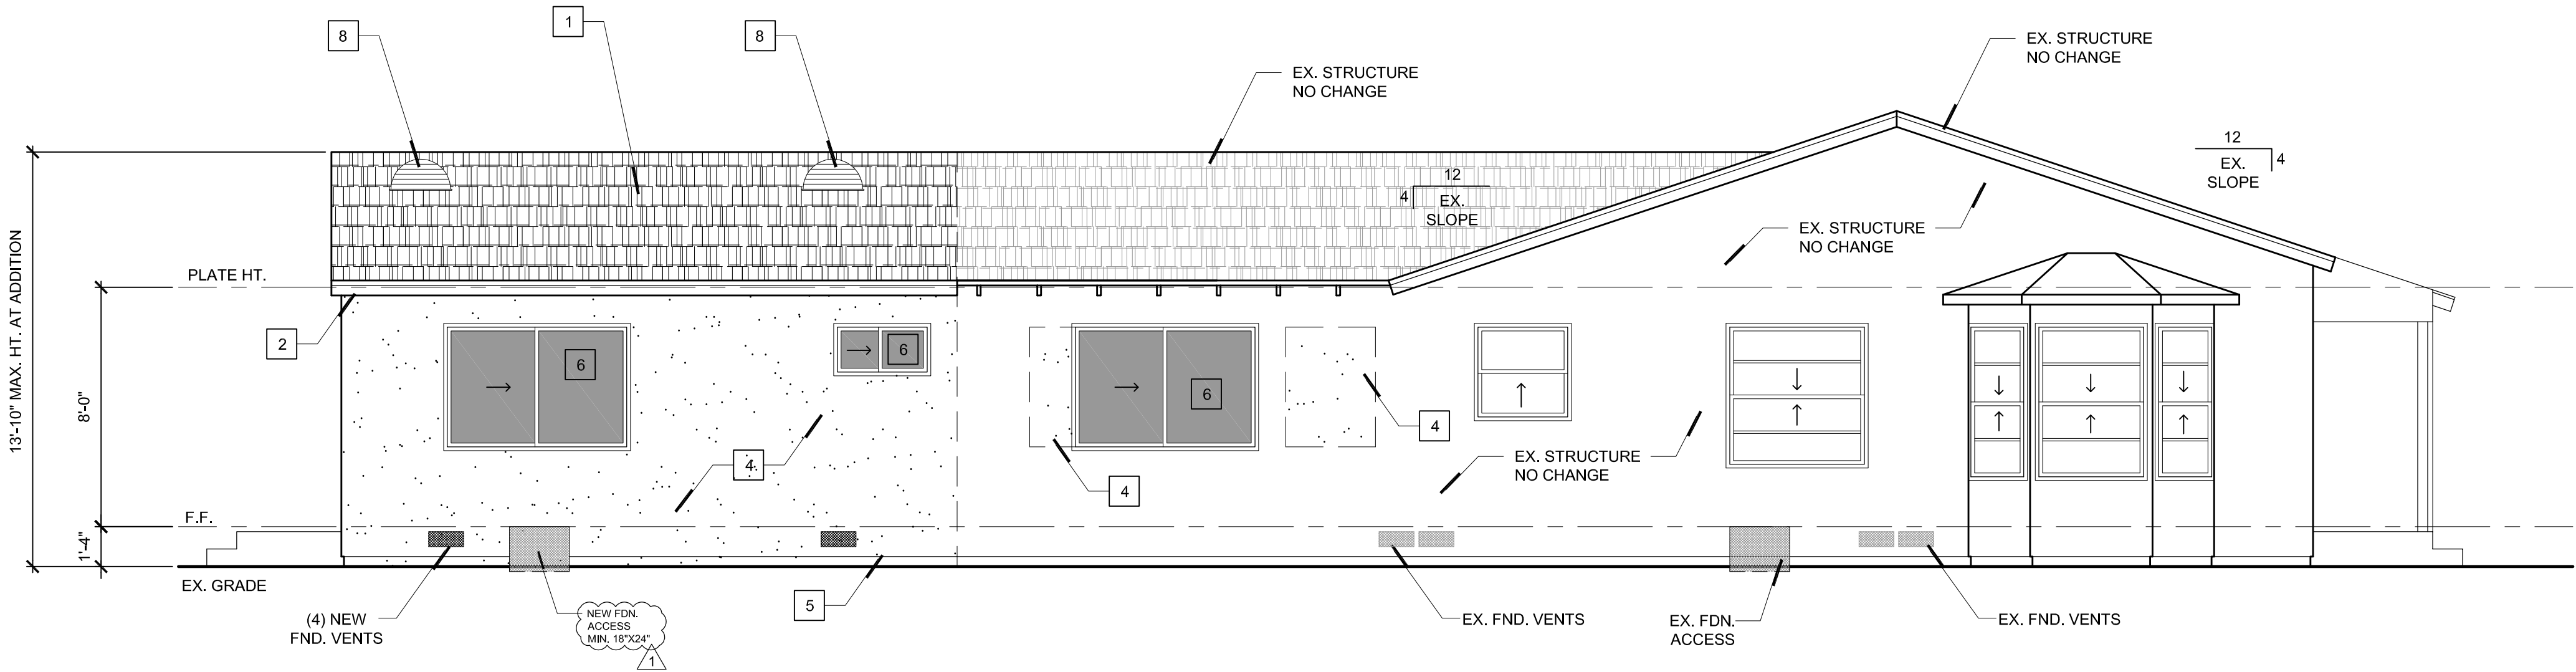 8
1
8
EX. STRUCTURE
NO CHANGE
EX. STRUCTURE
NO CHANGE
12
4
EX.
SLOPE
12
4
EX.
SLOPE
EX. STRUCTURE
NO CHANGE
13'-10" MAX. HT. AT ADDITION
PLATE HT.
8'-0"
2
6
6
6
4
4
4
EX. STRUCTURE
NO CHANGE
F.F.
1'-4"
EX. GRADE
(4) NEW
FND. VENTS
NEW FDN.
ACCESS
MIN. 18"X24"
1
5
EX. FND. VENTS
EX. FDN.
ACCESS
EX. FND. VENTS